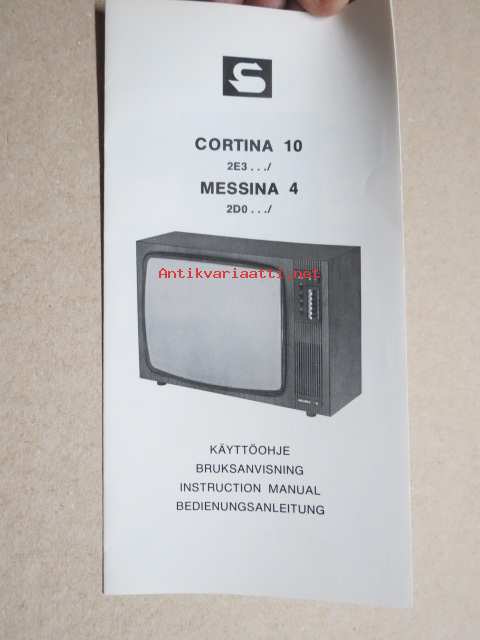 CORTINA 10
2E3 . . ./
MESSINA 4
2D0 . . ./
Antikvariaatti.net
KÄYTTÖOHJE
BRUKSANVISNING
INSTRUCTION MANUAL
BEDIENUNGSANLEITUNG